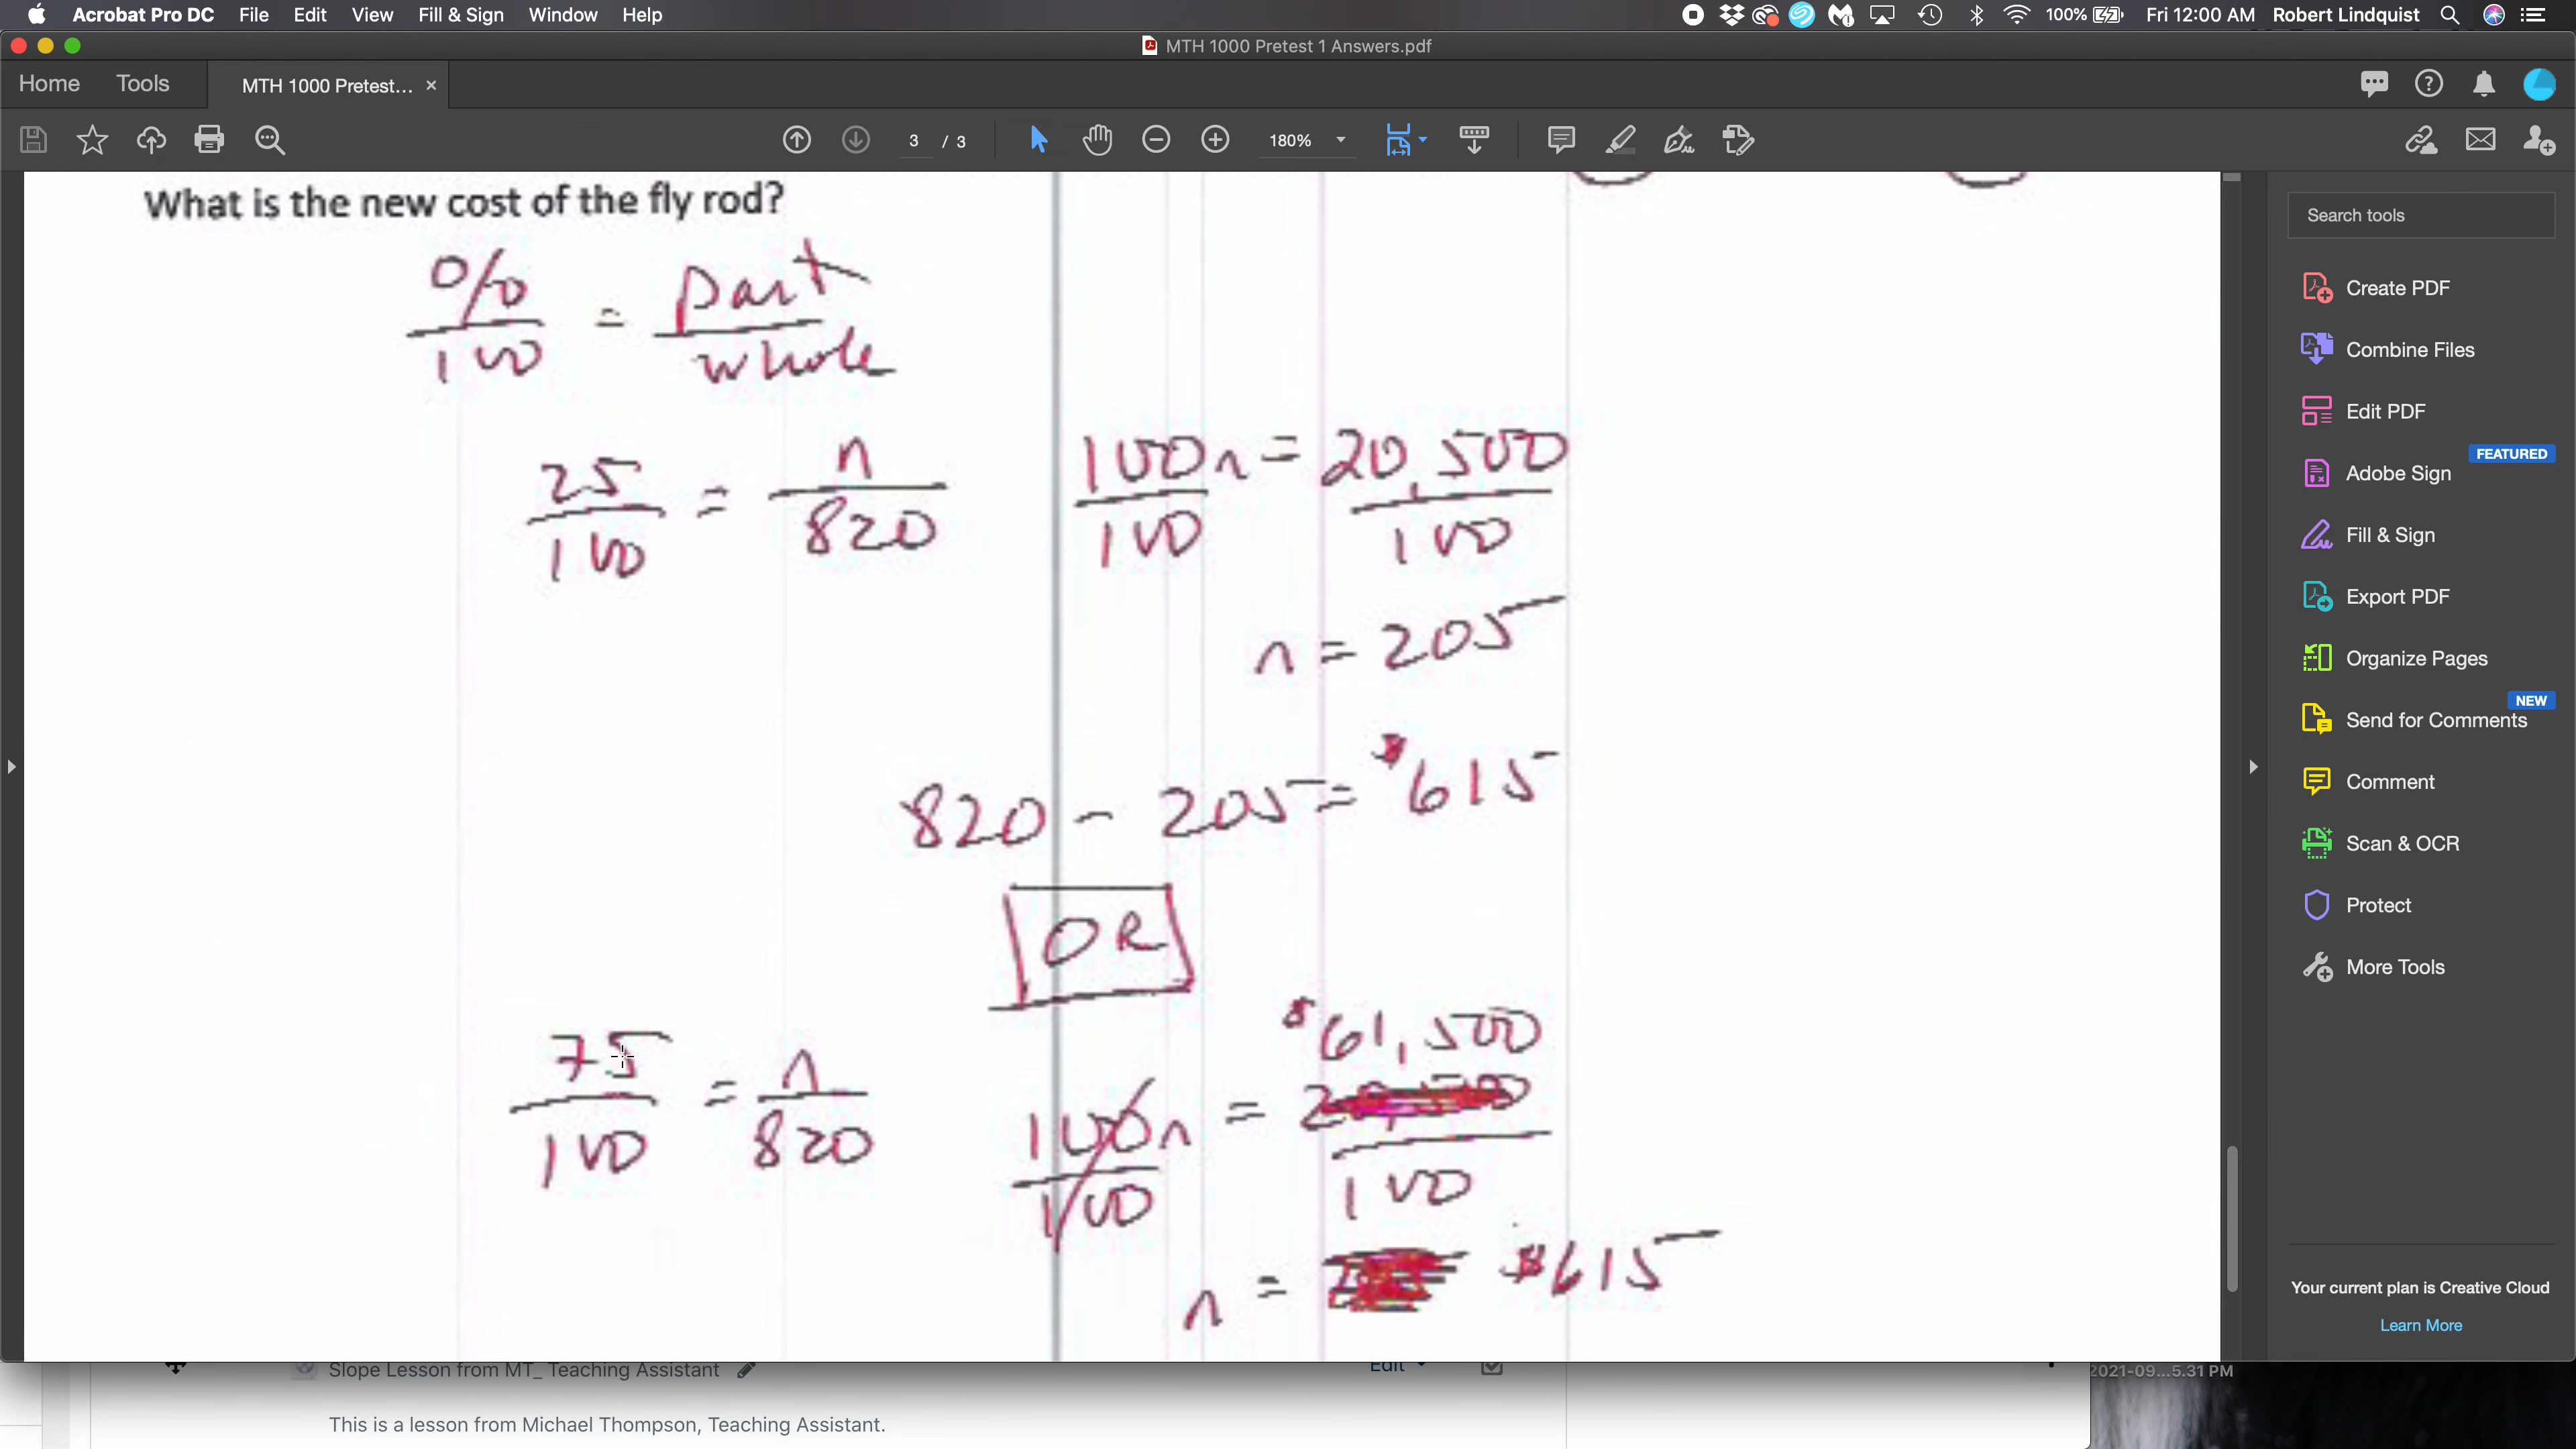 Acrobat Pro DC File Edit View Fill & Sign Window Help 100% Fri 12:00 AM Robert Lindquist
MTH 1000 Pretest 1 Answers.pdf
Home Tools MTH 1000 Pretest... ×
3 / 3 180%
What is the new cost of the fly rod?
%/100 = Part/whole
25/100 = n/820
100n/100 = 20,500/100
n = 205
820 - 205 = $615
OR
75/100 = n/820
100n/100 = $61,500/100
n = $615
Search tools
Create PDF
Combine Files
Edit PDF
FEATURED
Adobe Sign
Fill & Sign
Export PDF
Organize Pages
NEW
Send for Comments
Comment
Scan & OCR
Protect
More Tools
Your current plan is Creative Cloud
Learn More
Slope Lesson from MT_ Teaching Assistant
Edit
2021-09...5.31 PM
This is a lesson from Michael Thompson, Teaching Assistant.